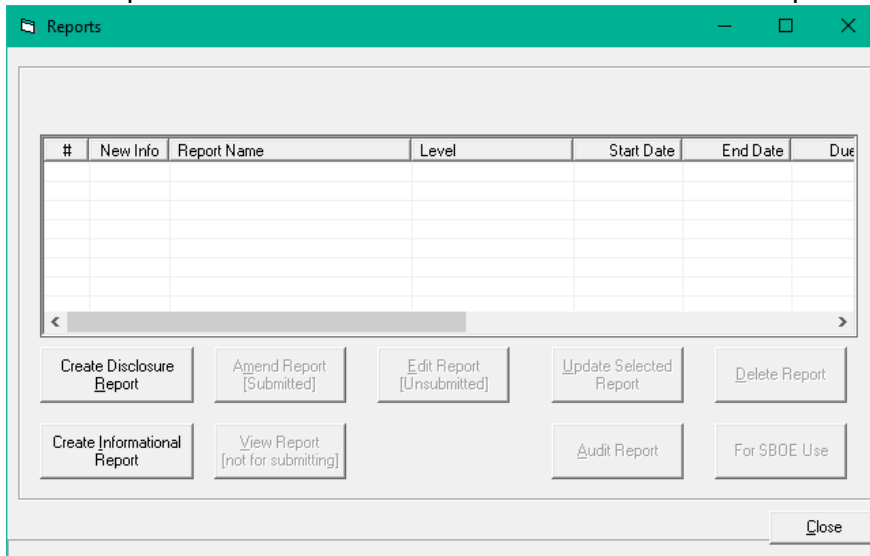 Reports
# New Info Report Name Level Start Date End Date Due
Create Disclosure
Report
Amend Report
[Submitted]
Edit Report
[Unsubmitted]
Update Selected
Report
Delete Report
Create Informational
Report
View Report
[not for submitting]
Audit Report
For SBOE Use
Close